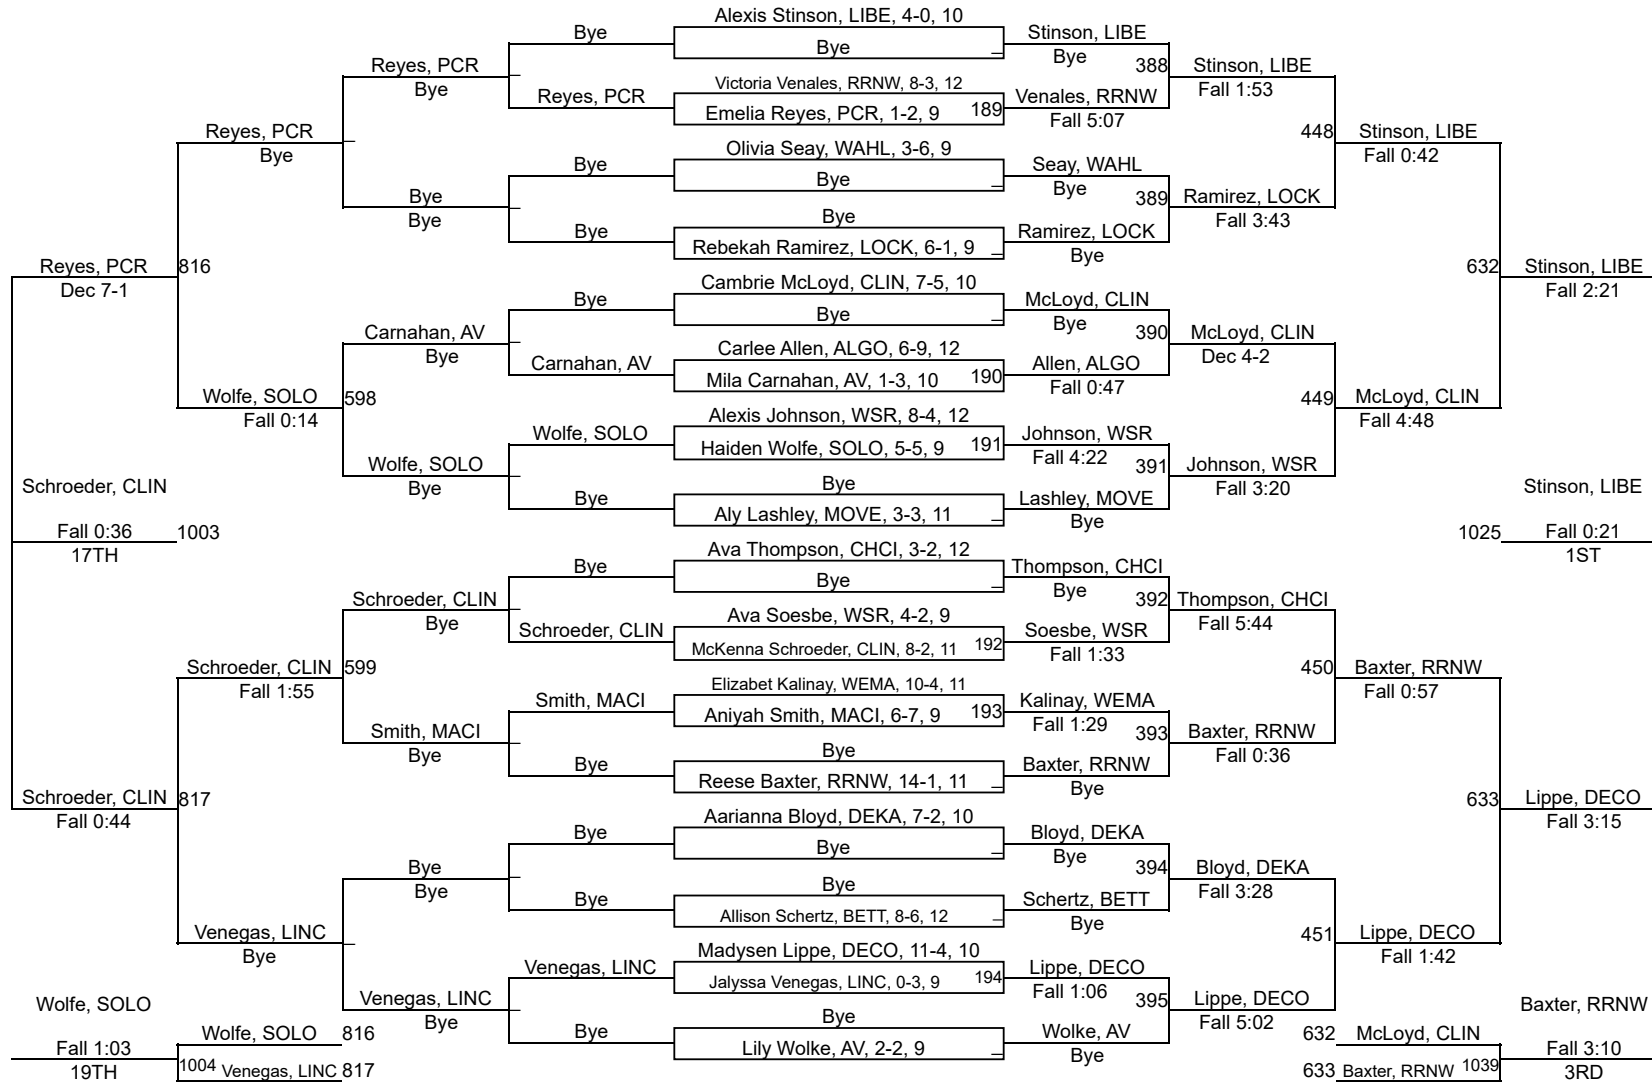 Alexis Stinson, LIBE, 4-0, 10
Bye
Bye
Stinson, LIBE
Bye
Reyes, PCR
Bye
388
Stinson, LIBE
Fall 1:53
Reyes, PCR
Victoria Venales, RRNW, 8-3, 12
Emelia Reyes, PCR, 1-2, 9
189
Venales, RRNW
Fall 5:07
Reyes, PCR
Bye
448
Stinson, LIBE
Fall 0:42
Bye
Olivia Seay, WAHL, 3-6, 9
Bye
Seay, WAHL
Bye
Bye
Bye
389
Ramirez, LOCK
Fall 3:43
Bye
Bye
Rebekah Ramirez, LOCK, 6-1, 9
Ramirez, LOCK
Bye
Reyes, PCR
Dec 7-1
816
632
Stinson, LIBE
Fall 2:21
Bye
Cambrie McLoyd, CLIN, 7-5, 10
Bye
McLoyd, CLIN
Bye
Carnahan, AV
Bye
390
McLoyd, CLIN
Dec 4-2
Carnahan, AV
Carlee Allen, ALGO, 6-9, 12
Mila Carnahan, AV, 1-3, 10
190
Allen, ALGO
Fall 0:47
Wolfe, SOLO
Fall 0:14
598
449
McLoyd, CLIN
Fall 4:48
Wolfe, SOLO
Alexis Johnson, WSR, 8-4, 12
Haiden Wolfe, SOLO, 5-5, 9
191
Johnson, WSR
Fall 4:22
Wolfe, SOLO
Bye
391
Johnson, WSR
Fall 3:20
Bye
Bye
Aly Lashley, MOVE, 3-3, 11
Lashley, MOVE
Bye
Schroeder, CLIN
Fall 0:36
17TH
1003
Stinson, LIBE
1025
Fall 0:21
1ST
Bye
Ava Thompson, CHCI, 3-2, 12
Bye
Thompson, CHCI
Bye
Schroeder, CLIN
Bye
392
Thompson, CHCI
Fall 5:44
Schroeder, CLIN
Ava Soesbe, WSR, 4-2, 9
McKenna Schroeder, CLIN, 8-2, 11
192
Soesbe, WSR
Fall 1:33
Schroeder, CLIN
Fall 1:55
599
450
Baxter, RRNW
Fall 0:57
Smith, MACI
Elizabet Kalinay, WEMA, 10-4, 11
Aniyah Smith, MACI, 6-7, 9
193
Kalinay, WEMA
Fall 1:29
Smith, MACI
Bye
393
Baxter, RRNW
Fall 0:36
Bye
Bye
Reese Baxter, RRNW, 14-1, 11
Baxter, RRNW
Bye
Schroeder, CLIN
Fall 0:44
817
633
Lippe, DECO
Fall 3:15
Bye
Aarianna Bloyd, DEKA, 7-2, 10
Bye
Bloyd, DEKA
Bye
Bye
Bye
394
Bloyd, DEKA
Fall 3:28
Bye
Bye
Allison Schertz, BETT, 8-6, 12
Schertz, BETT
Bye
Venegas, LINC
Bye
451
Lippe, DECO
Fall 1:42
Venegas, LINC
Madysen Lippe, DECO, 11-4, 10
Jalyssa Venegas, LINC, 0-3, 9
194
Lippe, DECO
Fall 1:06
Venegas, LINC
Bye
395
Lippe, DECO
Fall 5:02
Bye
Bye
Lily Wolke, AV, 2-2, 9
Wolke, AV
Bye
Wolfe, SOLO
Fall 1:03
19TH
Wolfe, SOLO
816
1004
Venegas, LINC
817
Baxter, RRNW
632
McLoyd, CLIN
633
Baxter, RRNW
1039
Fall 3:10
3RD